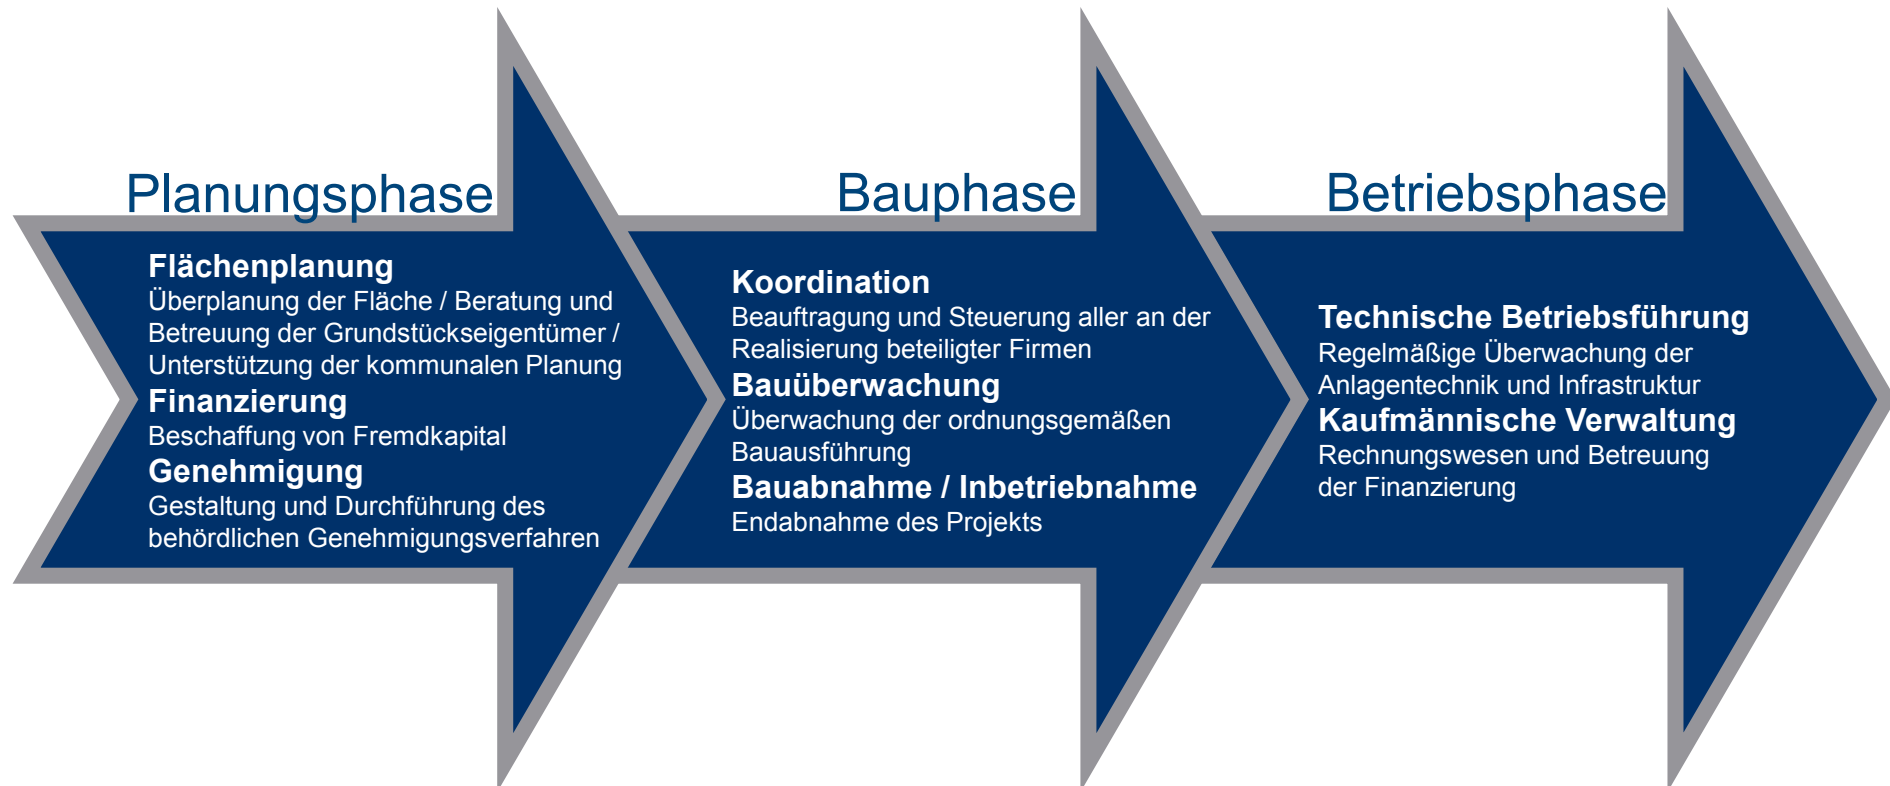 Planungsphase
Flächenplanung
Überplanung der Fläche / Beratung und
Betreuung der Grundstückseigentümer /
Unterstützung der kommunalen Planung
Finanzierung
Beschaffung von Fremdkapital
Genehmigung
Gestaltung und Durchführung des
behördlichen Genehmigungsverfahren
Bauphase
Koordination
Beauftragung und Steuerung aller an der
Realisierung beteiligter Firmen
Bauüberwachung
Überwachung der ordnungsgemäßen
Bauausführung
Bauabnahme / Inbetriebnahme
Endabnahme des Projekts
Betriebsphase
Technische Betriebsführung
Regelmäßige Überwachung der
Anlagentechnik und Infrastruktur
Kaufmännische Verwaltung
Rechnungswesen und Betreuung
der Finanzierung